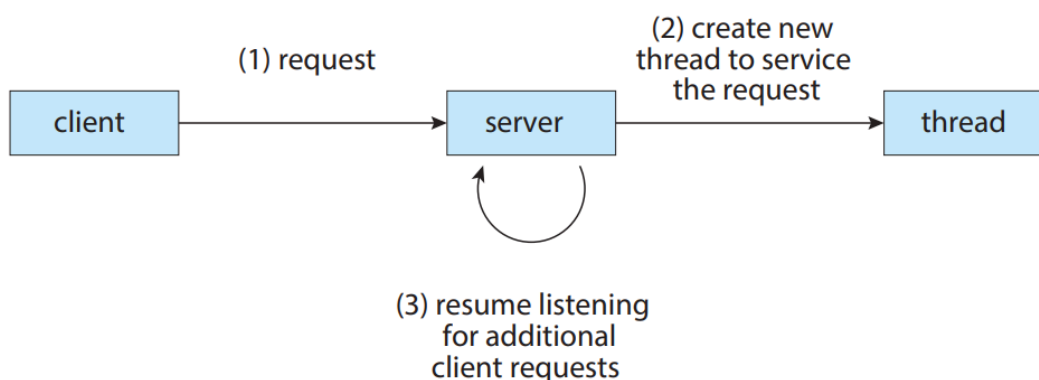 (1) request
(2) create new
thread to service
the request
client
server
thread
(3) resume listening
for additional
client requests